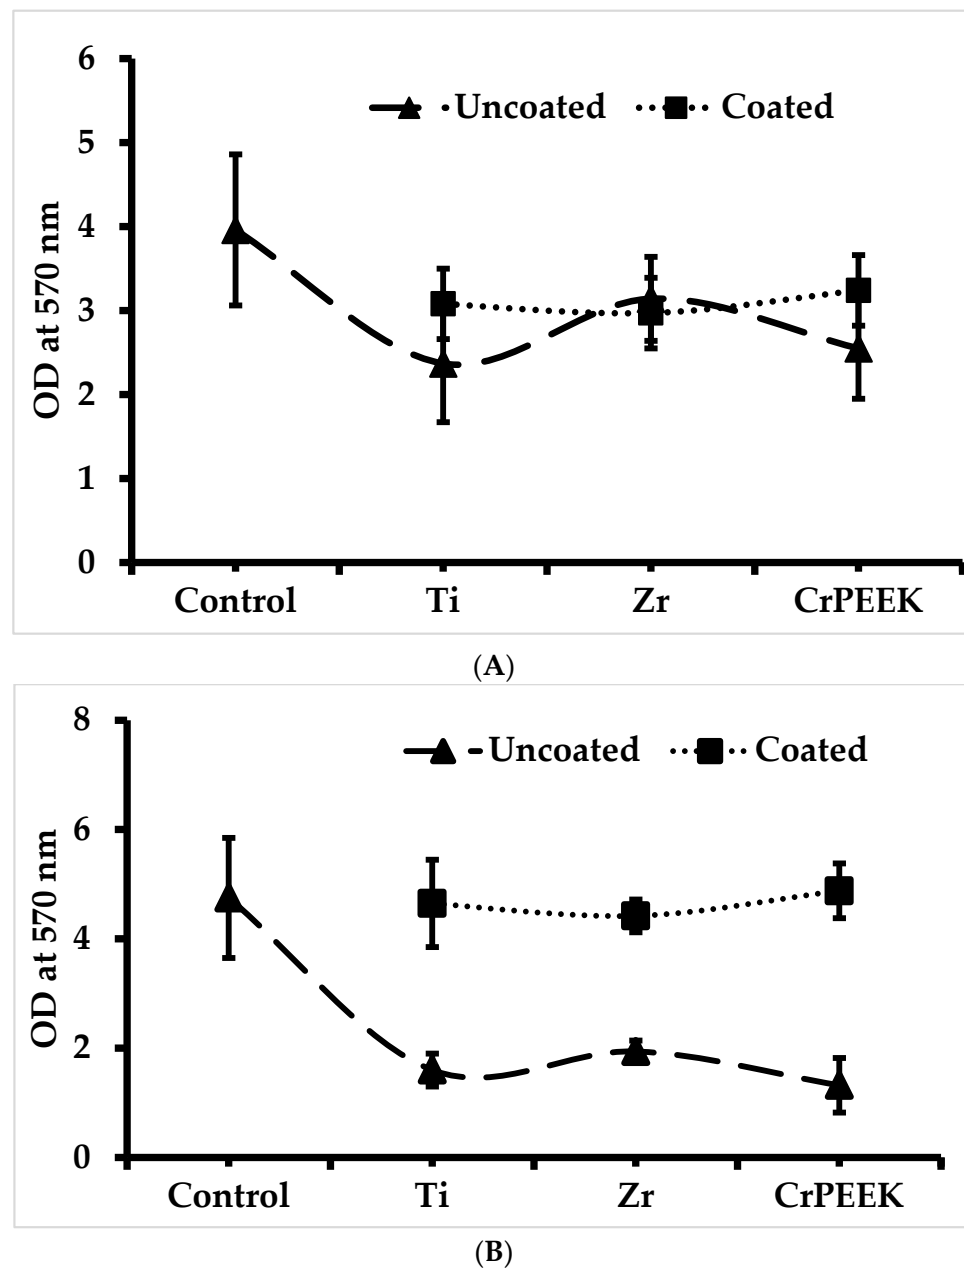 6
Uncoated Coated
5
4
3
2
1
0
OD at 570 nm
Control Ti Zr CrPEEK
(A)
8
Uncoated Coated
6
4
2
0
OD at 570 nm
Control Ti Zr CrPEEK
(B)